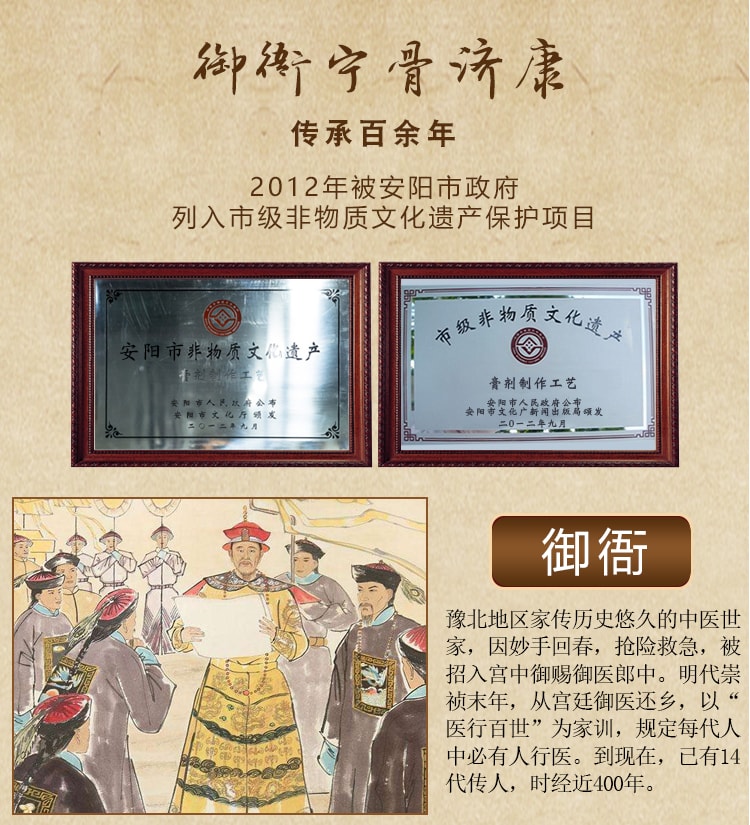 御衙宁骨济康
传承百余年
2012年被安阳市政府
列入市级非物质文化遗产保护项目
安阳市非物质文化遗产
膏剂制作工艺
安阳市人民政府公布
安阳市文化厅颁发
二〇一二年九月
市级非物质文化遗产
膏剂制作工艺
安阳市人民政府公布
安阳市文化广新闻出版局颁发
二〇一二年九月
御衙
豫北地区家传历史悠久的中医世
家，因妙手回春，抢险救急，被
招入宫中御赐御医郎中。明代崇
祯末年，从宫廷御医还乡，以“
医行百世”为家训，规定每代人
中必有人行医。到现在，己有14
代传人，时经近400年。